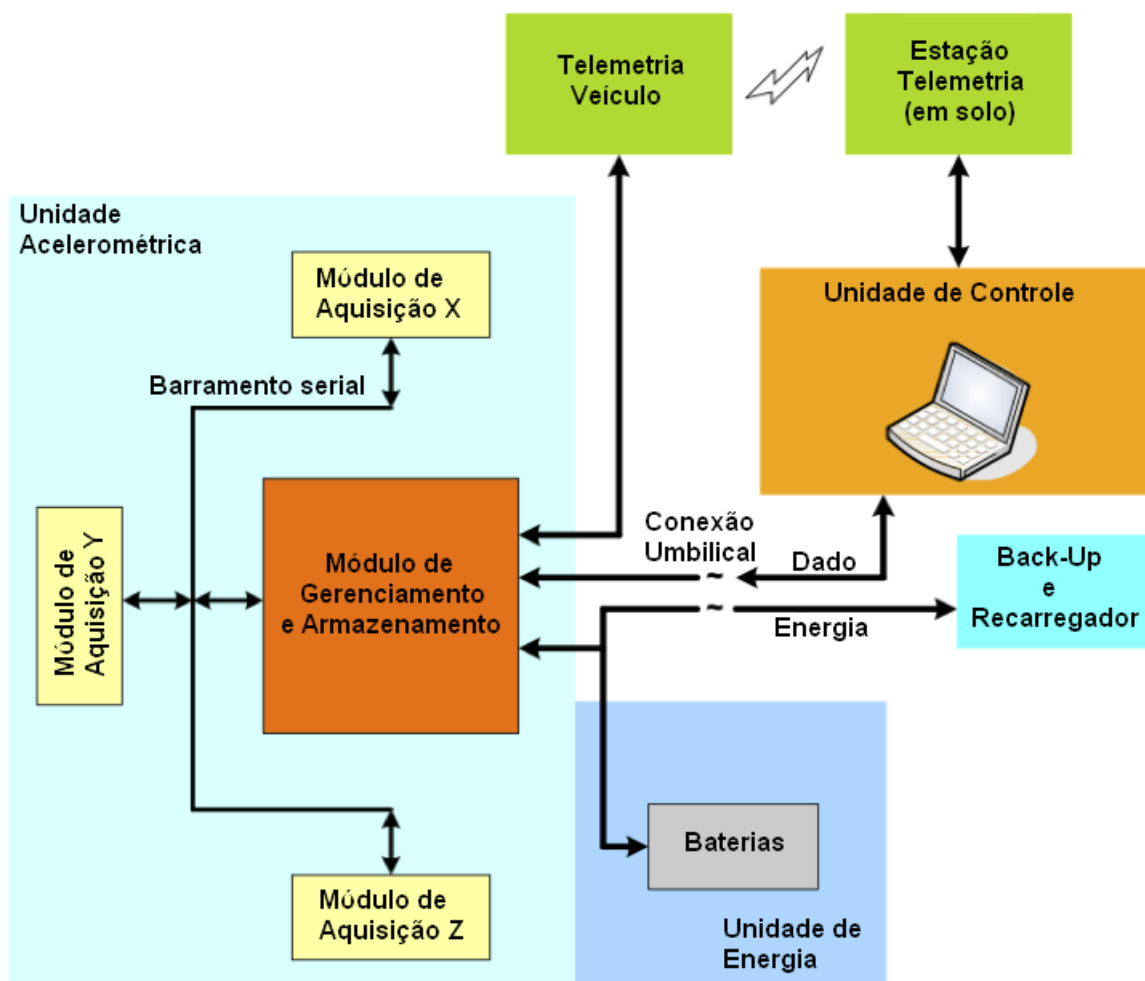 Telemetria
Veículo
Estação
Telemetria
(em solo)
Unidade
Acelerométrica
Módulo de
Aquisição X
Unidade de Controle
Barramento serial
Módulo de
Aquisição Y
Módulo de
Gerenciamento
e Armazenamento
Conexão
Umbilical
~
Dado
~
Energia
Back-Up
e
Recarregador
Baterias
Módulo de
Aquisição Z
Unidade de
Energia